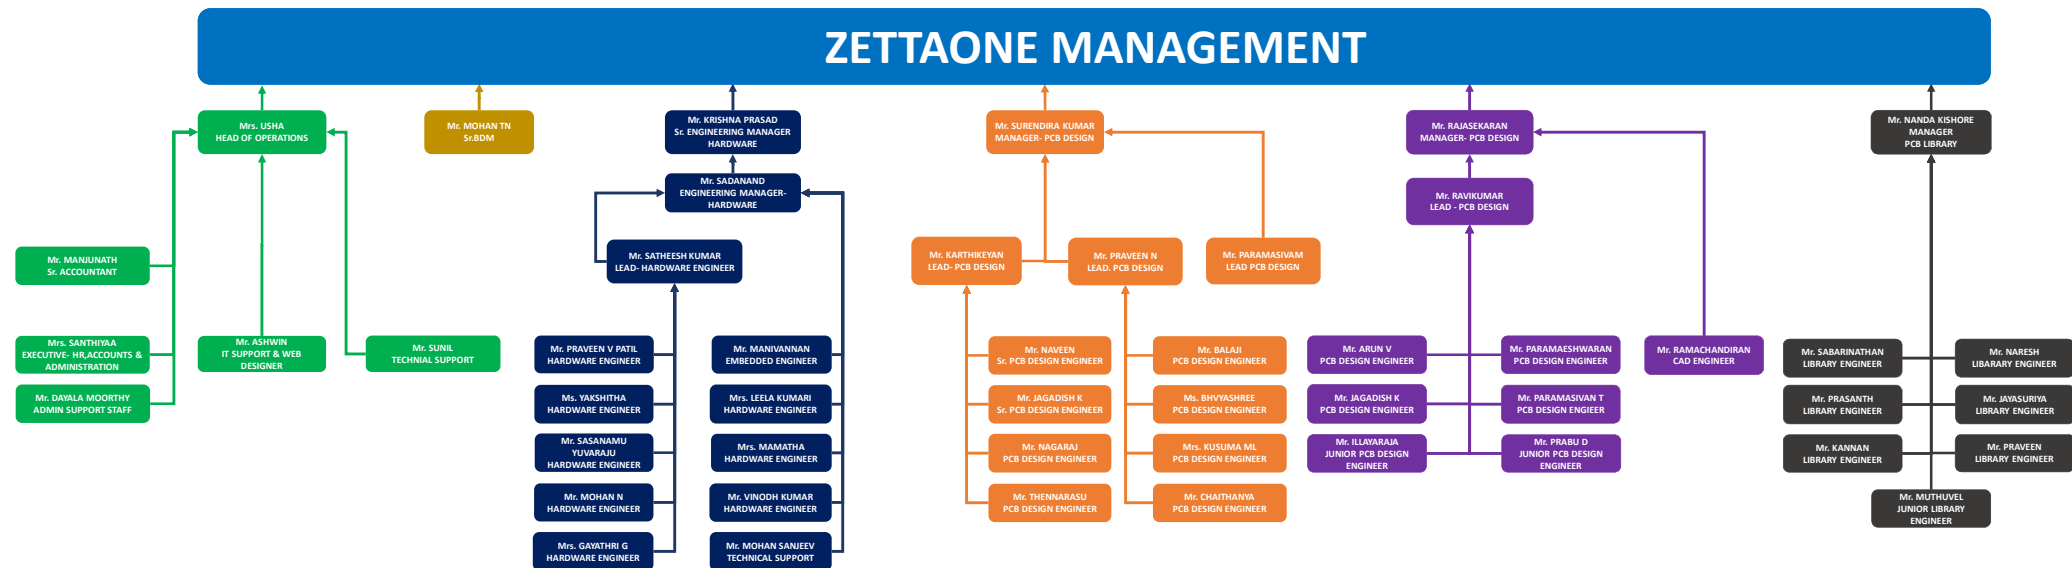 ZETTAONE MANAGEMENT
Mrs. USHA
HEAD OF OPERATIONS
Mr. MOHAN TN
Sr.BDM
Mr. KRISHNA PRASAD
Sr. ENGINEERING MANAGER
HARDWARE
Mr. SURENDIRA KUMAR
MANAGER- PCB DESIGN
Mr. RAJASEKARAN
MANAGER- PCB DESIGN
Mr. NANDA KISHORE
MANAGER
PCB LIBRARY
Mr. SADANAND
ENGINEERING MANAGER-
HARDWARE
Mr. RAVIKUMAR
LEAD - PCB DESIGN
Mr. MANJUNATH
Sr. ACCOUNTANT
Mr. SATHEESH KUMAR
LEAD- HARDWARE ENGINEER
Mr. KARTHIKEYAN
LEAD- PCB DESIGN
Mr. PRAVEEN N
LEAD. PCB DESIGN
Mr. PARAMASIVAM
LEAD PCB DESIGN
Mrs. SANTHIYAA
EXECUTIVE- HR,ACCOUNTS &
ADMINISTRATION
Mr. ASHWIN
IT SUPPORT & WEB
DESIGNER
Mr. SUNIL
TECHNIAL SUPPORT
Mr. DAYALA MOORTHY
ADMIN SUPPORT STAFF
Mr. PRAVEEN V PATIL
HARDWARE ENGINEER
Mr. MANIVANNAN
EMBEDDED ENGINEER
Ms. YAKSHITHA
HARDWARE ENGINEER
Mrs. LEELA KUMARI
HARDWARE ENGINEER
Mr. SASANAMU
YUVARAJU
HARDWARE ENGINEER
Mrs. MAMATHA
HARDWARE ENGINEER
Mr. MOHAN N
HARDWARE ENGINEER
Mr. VINODH KUMAR
HARDWARE ENGINEER
Mrs. GAYATHRI G
HARDWARE ENGINEER
Mr. MOHAN SANJEEV
TECHNICAL SUPPORT
Mr. NAVEEN
Sr. PCB DESIGN ENGINEER
Mr. BALAJI
PCB DESIGN ENGINEER
Mr. JAGADISH K
Sr. PCB DESIGN ENGINEER
Ms. BHVYASHREE
PCB DESIGN ENGINEER
Mr. NAGARAJ
PCB DESIGN ENGINEER
Mrs. KUSUMA ML
PCB DESIGN ENGINEER
Mr. THENNARASU
PCB DESIGN ENGINEER
Mr. CHAITHANYA
PCB DESIGN ENGINEER
Mr. ARUN V
PCB DESIGN ENGINEER
Mr. PARAMAESHWARAN
PCB DESIGN ENGINEER
Mr. RAMACHANDIRAN
CAD ENGINEER
Mr. JAGADISH K
PCB DESIGN ENGINEER
Mr. PARAMASIVAN T
PCB DESIGN ENGIEER
Mr. ILLAYARAJA
JUNIOR PCB DESIGN
ENGINEER
Mr. PRABU D
JUNIOR PCB DESIGN
ENGINEER
Mr. SABARINATHAN
LIBRARY ENGINEER
Mr. NARESH
LIBARARY ENGINEER
Mr. PRASANTH
LIBRARY ENGINEER
Mr. JAYASURIYA
LIBRARY ENGINEER
Mr. KANNAN
LIBRARY ENGINEER
Mr. PRAVEEN
LIBRARY ENGINEER
Mr. MUTHUVEL
JUNIOR LIBRARY
ENGINEER